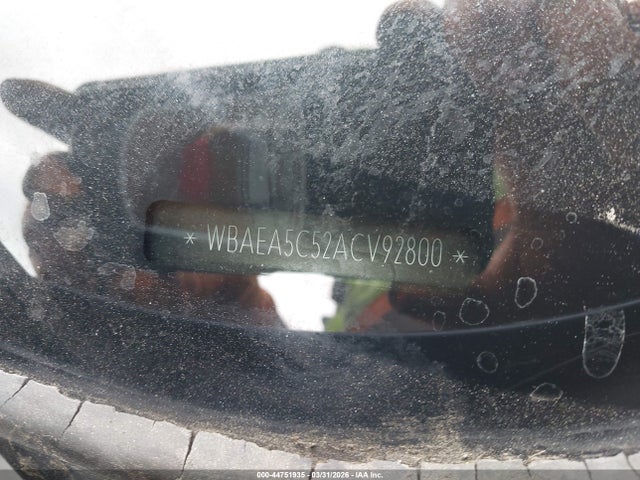 * WBAEA5C52ACV92800 *
000-44751935 - 03/31/2026 - IAA Inc.